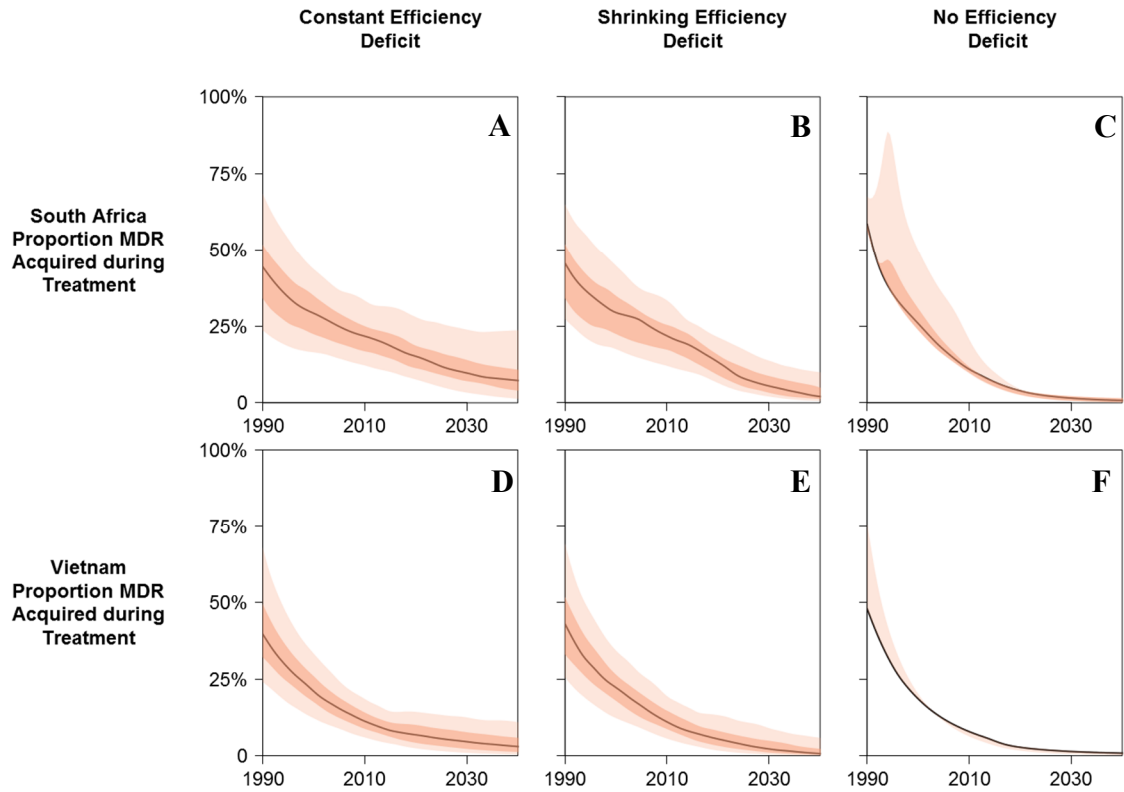 Constant Efficiency
Deficit
Shrinking Efficiency
Deficit
No Efficiency
Deficit
South Africa
Proportion MDR
Acquired during
Treatment
100%
75%
50%
25%
0
A
B
C
1990
2010
2030
1990
2010
2030
1990
2010
2030
Vietnam
Proportion MDR
Acquired during
Treatment
100%
75%
50%
25%
0
D
E
F
1990
2010
2030
1990
2010
2030
1990
2010
2030